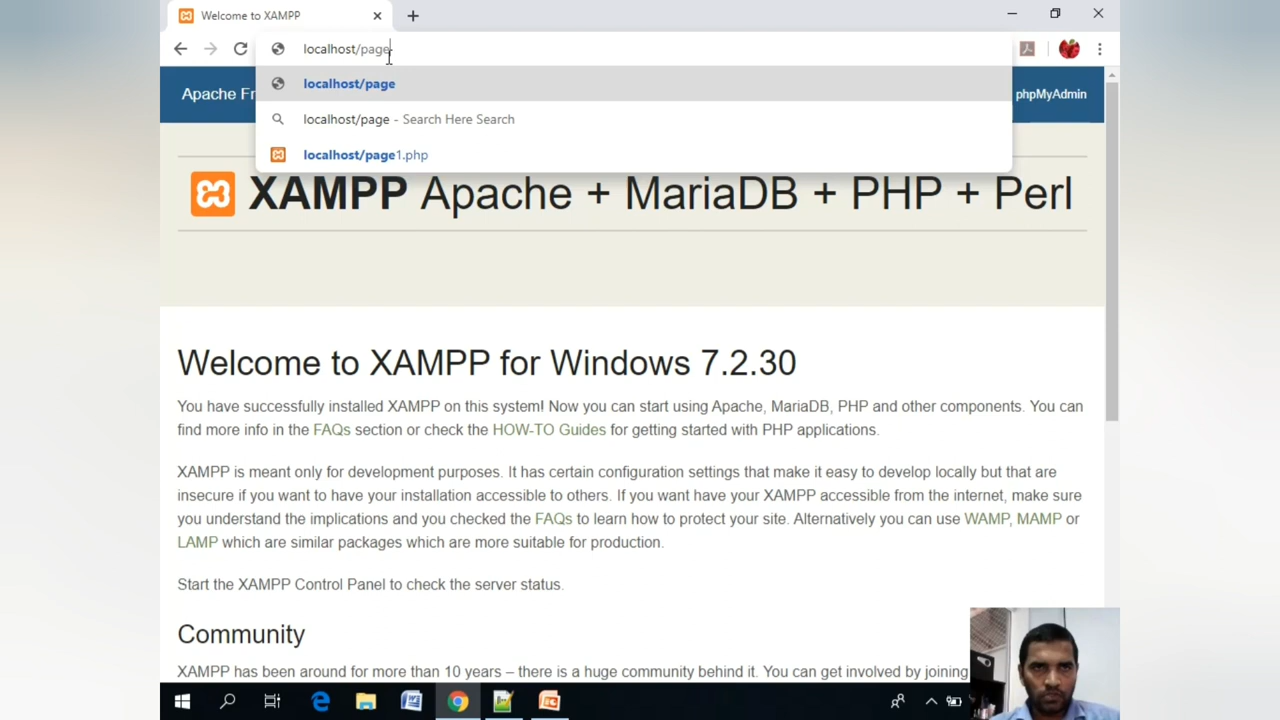 Welcome to XAMPP
localhost/page
localhost/page
localhost/page - Search Here Search
localhost/page1.php
Apache Fr
phpMyAdmin
XAMPP Apache + MariaDB + PHP + Perl
Welcome to XAMPP for Windows 7.2.30
You have successfully installed XAMPP on this system! Now you can start using Apache, MariaDB, PHP and other components. You can
find more info in the FAQs section or check the HOW-TO Guides for getting started with PHP applications.
XAMPP is meant only for development purposes. It has certain configuration settings that make it easy to develop locally but that are
insecure if you want to have your installation accessible to others. If you want have your XAMPP accessible from the internet, make sure
you understand the implications and you checked the FAQs to learn how to protect your site. Alternatively you can use WAMP, MAMP or
LAMP which are similar packages which are more suitable for production.
Start the XAMPP Control Panel to check the server status.
Community
XAMPP has been around for more than 10 years – there is a huge community behind it. You can get involved by joining